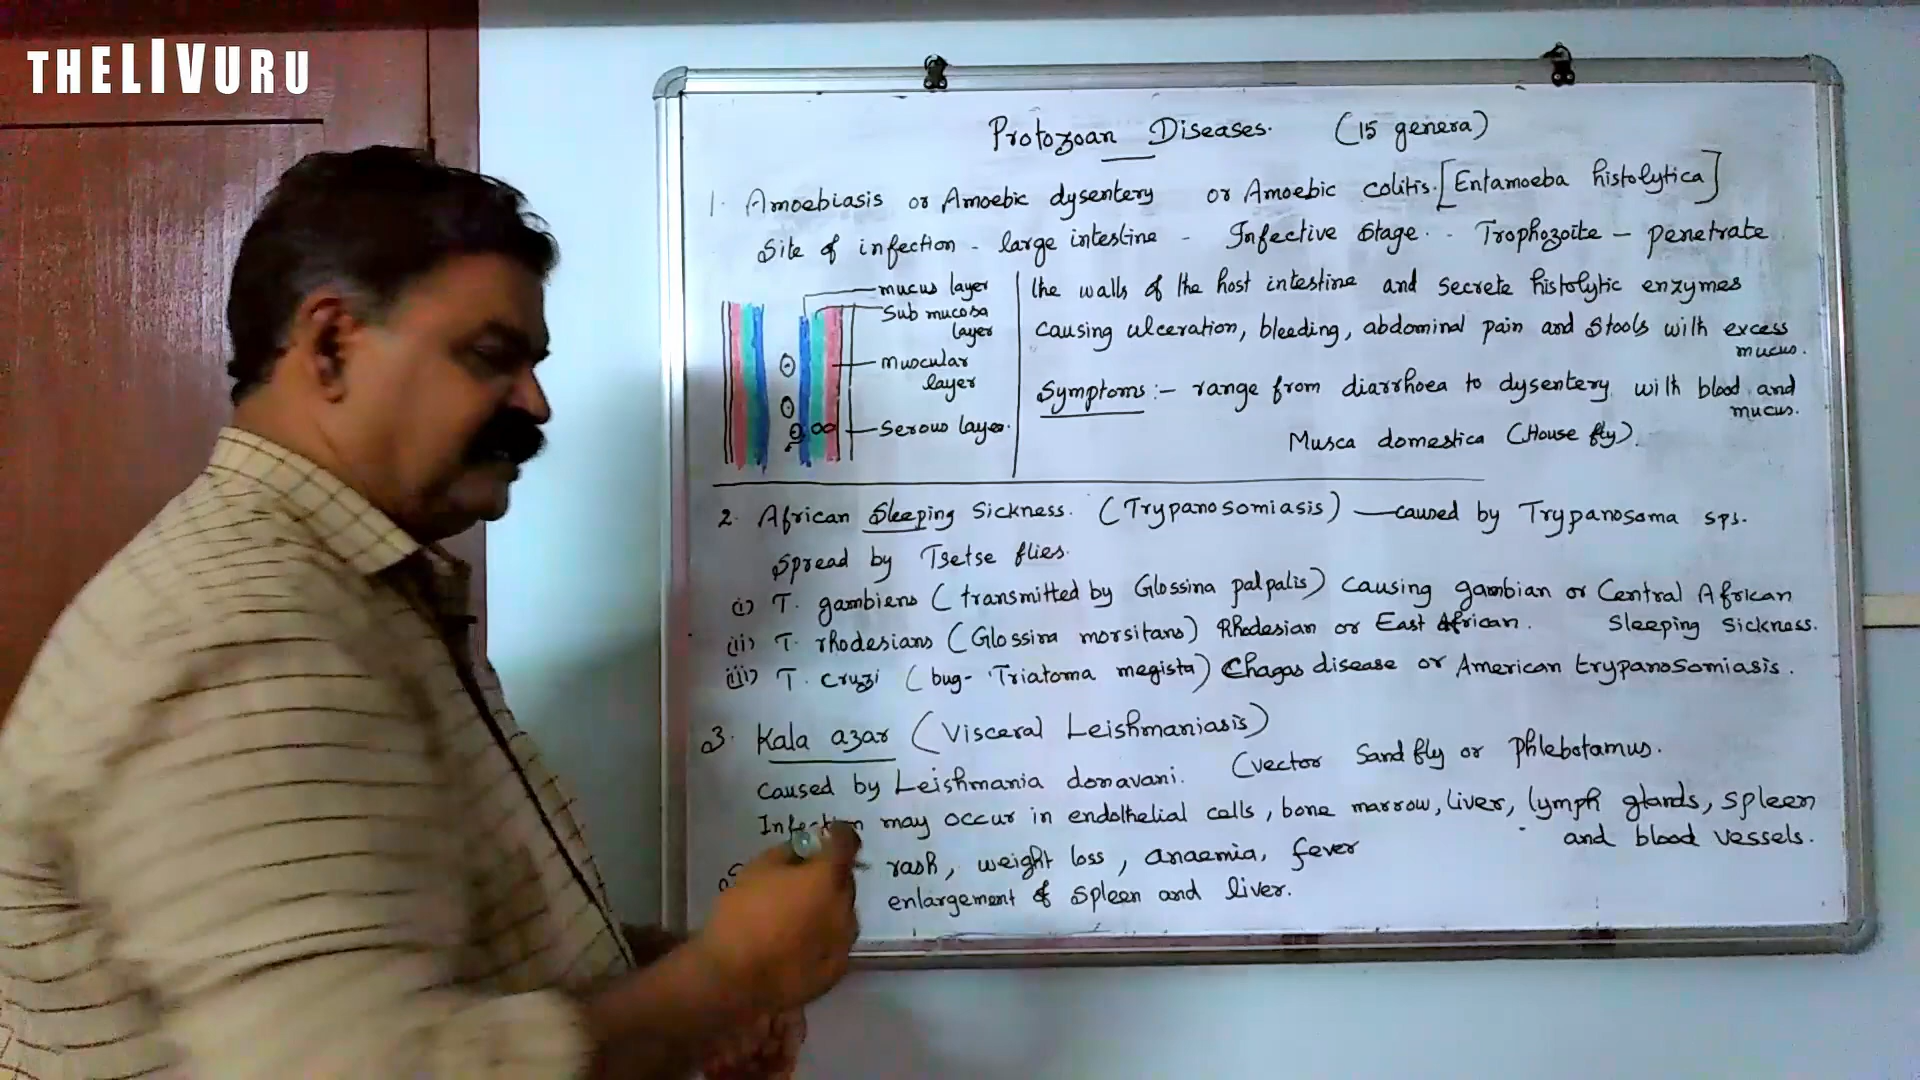 THELIVURU
Protozoan Diseases. (15 genera)
1. Amoebiasis or Amoebic dysentery or Amoebic colitis. [Entamoeba histolytica]
Site of infection - large intestine - Infective Stage - Trophozoite - penetrate
the walls of the host intestine and secrete histolytic enzymes
causing ulceration, bleeding, abdominal pain and stools with excess
mucus.
Symptoms :- range from diarrhoea to dysentery with blood and
mucus.
Musca domestica (House fly).
mucus layer
Sub mucosa
layer
muscular
layer
Serous layer.
2. African Sleeping Sickness. (Trypanosomiasis) — caused by Trypanosoma sps.
Spread by Tsetse flies.
(i) T. gambiens (transmitted by Glossina palpalis) causing gambian or Central African
Sleeping Sickness.
(ii) T. rhodesians (Glossina morsitans) Rhodesian or East African.
(iii) T. cruzi (bug- Triatoma megista) Chagas disease or American trypanosomiasis.
3. Kala azar (Visceral Leishmaniasis)
Caused by Leishmania donavani. (vector Sand fly or Phlebotamus.
Infection may occur in endolthelial cells, bone marrow, liver, lymph glands, spleen
and blood vessels.
rash, weight loss, anaemia, fever
enlargement of spleen and liver.